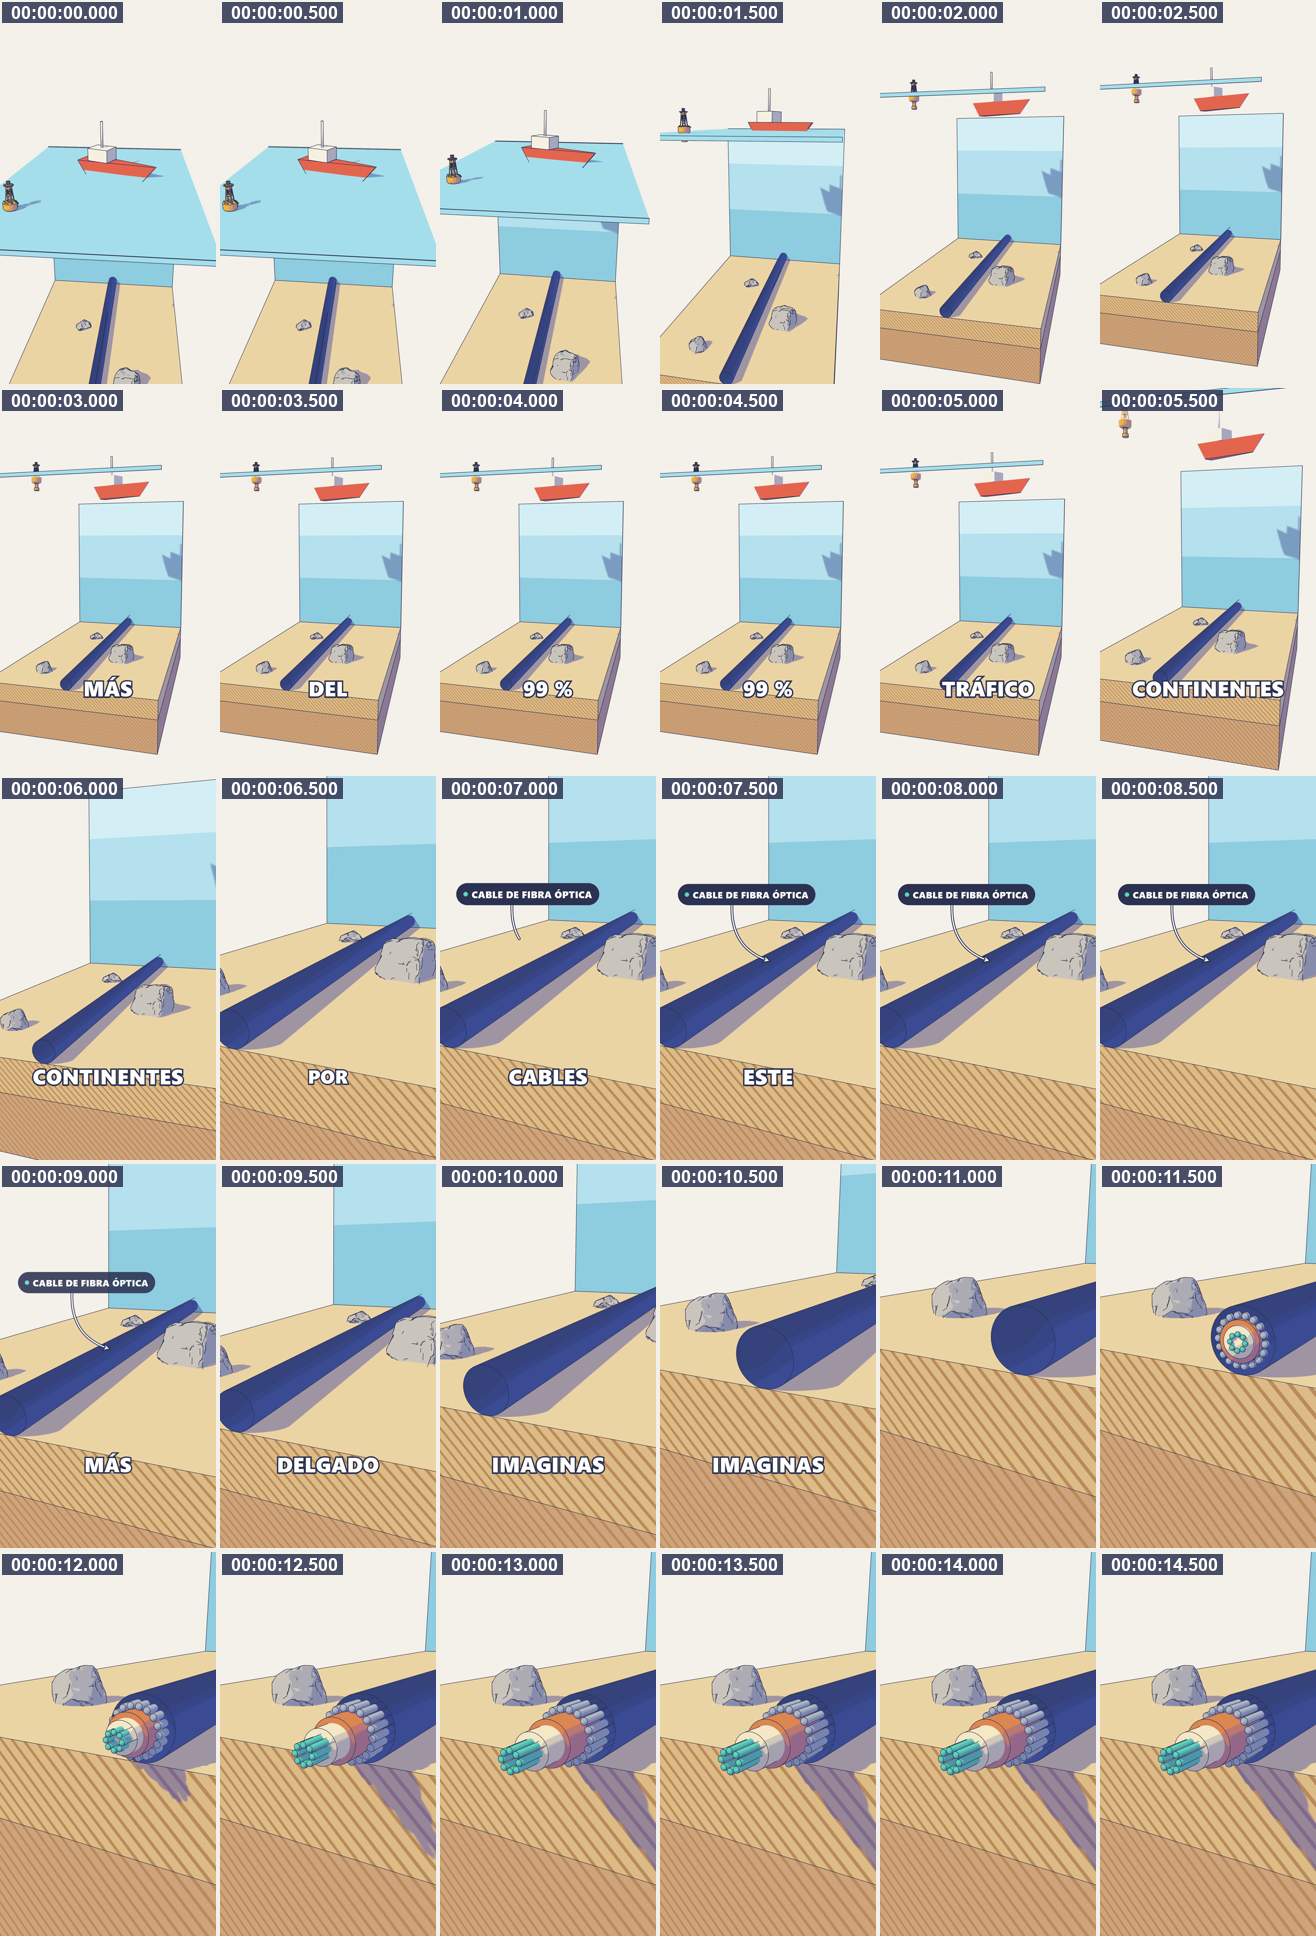 00:00:00.000
00:00:00.500
00:00:01.000
00:00:01.500
00:00:02.000
00:00:02.500
00:00:03.000
00:00:03.500
00:00:04.000
00:00:04.500
00:00:05.000
00:00:05.500
MÁS
DEL
99 %
99 %
TRÁFICO
CONTINENTES
00:00:06.000
00:00:06.500
00:00:07.000
00:00:07.500
00:00:08.000
00:00:08.500
CABLE DE FIBRA ÓPTICA
CABLE DE FIBRA ÓPTICA
CABLE DE FIBRA ÓPTICA
CABLE DE FIBRA ÓPTICA
CONTINENTES
POR
CABLES
ESTE
00:00:09.000
00:00:09.500
00:00:10.000
00:00:10.500
00:00:11.000
00:00:11.500
CABLE DE FIBRA ÓPTICA
MÁS
DELGADO
IMAGINAS
IMAGINAS
00:00:12.000
00:00:12.500
00:00:13.000
00:00:13.500
00:00:14.000
00:00:14.500